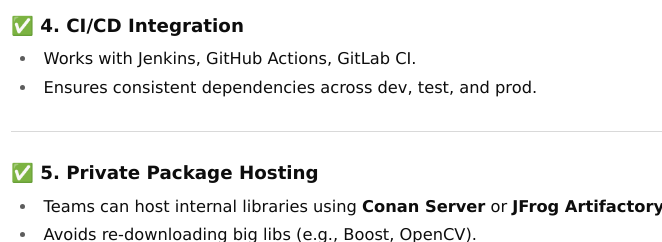 ✅ 4. CI/CD Integration
• Works with Jenkins, GitHub Actions, GitLab CI.
• Ensures consistent dependencies across dev, test, and prod.
✅ 5. Private Package Hosting
• Teams can host internal libraries using Conan Server or JFrog Artifactory
• Avoids re-downloading big libs (e.g., Boost, OpenCV).